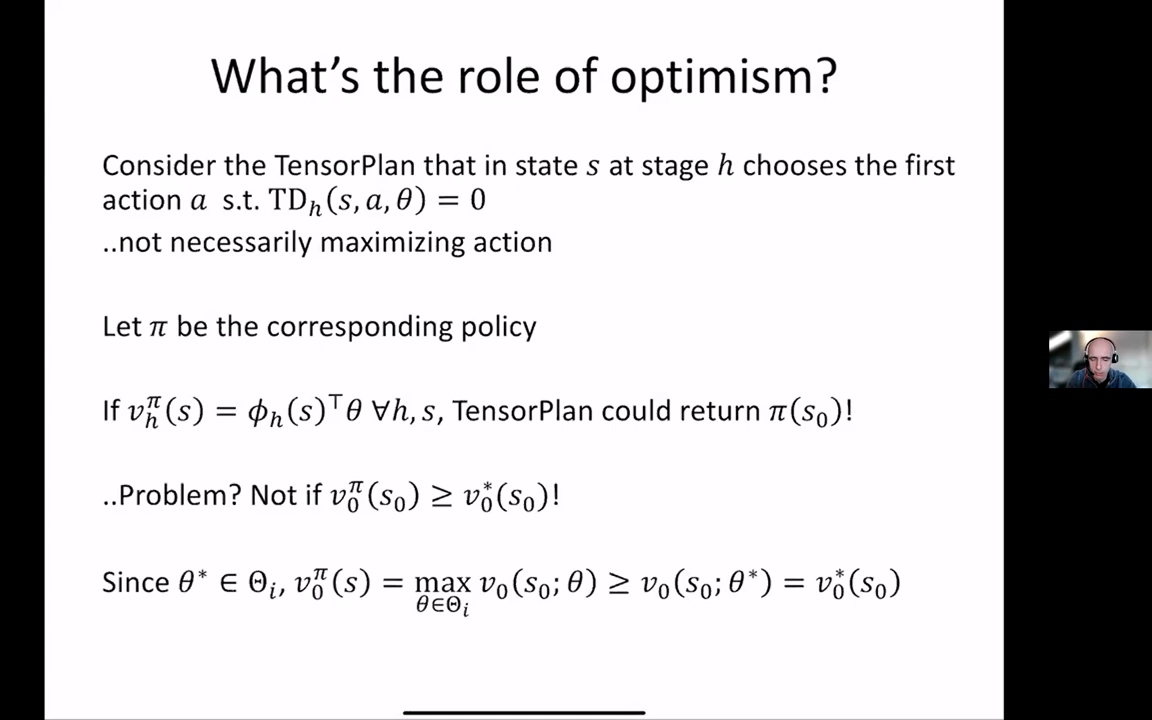 What's the role of optimism?
Consider the TensorPlan that in state s at stage h chooses the first
action a s.t. TD_h(s, a, θ) = 0
..not necessarily maximizing action
Let π be the corresponding policy
If v_h^π(s) = ϕ_h(s)^⊤θ ∀h, s, TensorPlan could return π(s_0)!
..Problem? Not if v_0^π(s_0) ≥ v_0^*(s_0)!
Since θ^* ∈ Θ_i, v_0^π(s) = max_{θ∈Θ_i} v_0(s_0; θ) ≥ v_0(s_0; θ^*) = v_0^*(s_0)